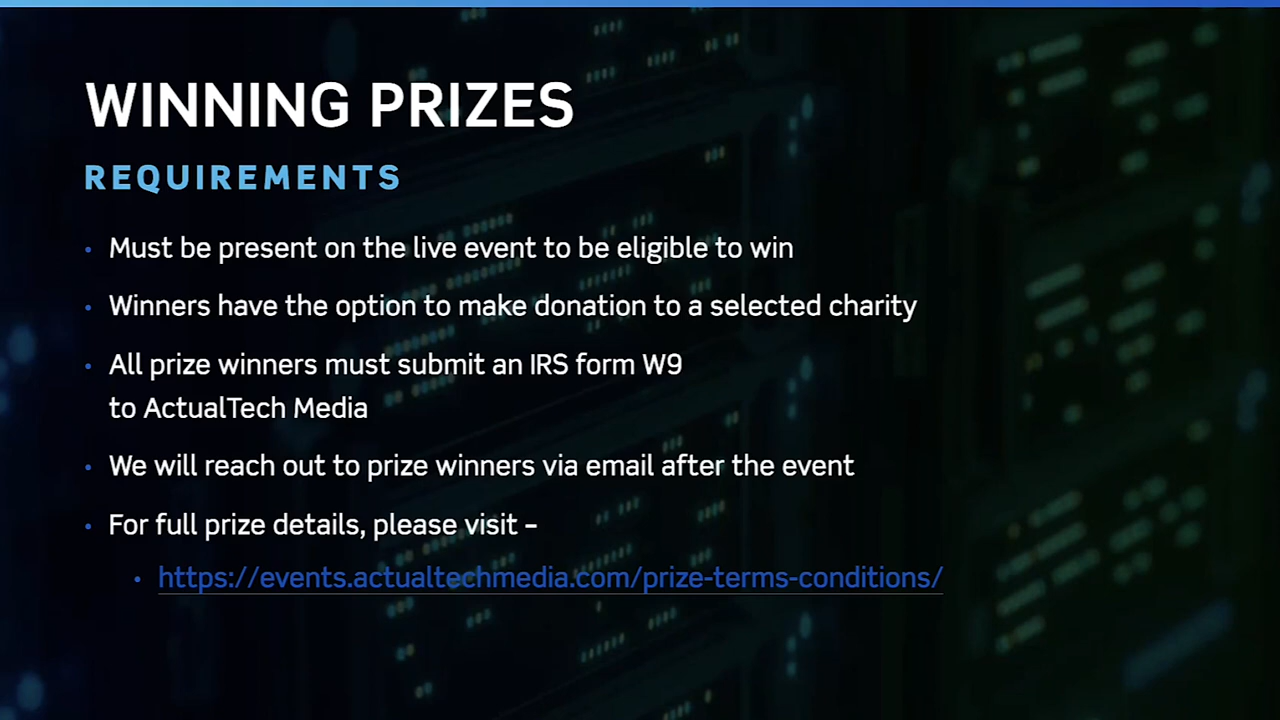 WINNING PRIZES
REQUIREMENTS
• Must be present on the live event to be eligible to win
• Winners have the option to make donation to a selected charity
• All prize winners must submit an IRS form W9
to ActualTech Media
• We will reach out to prize winners via email after the event
• For full prize details, please visit –
• https://events.actualtechmedia.com/prize-terms-conditions/